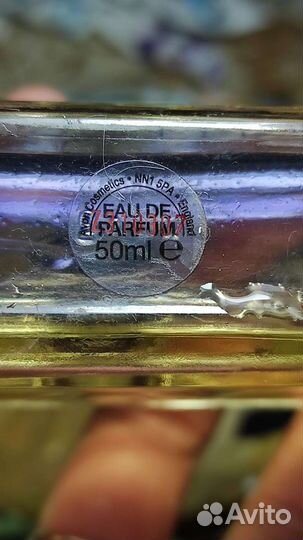 Avon Cosmetics • NN1 5PA • England
EAU DE
PARFUM
50ml e
Avito